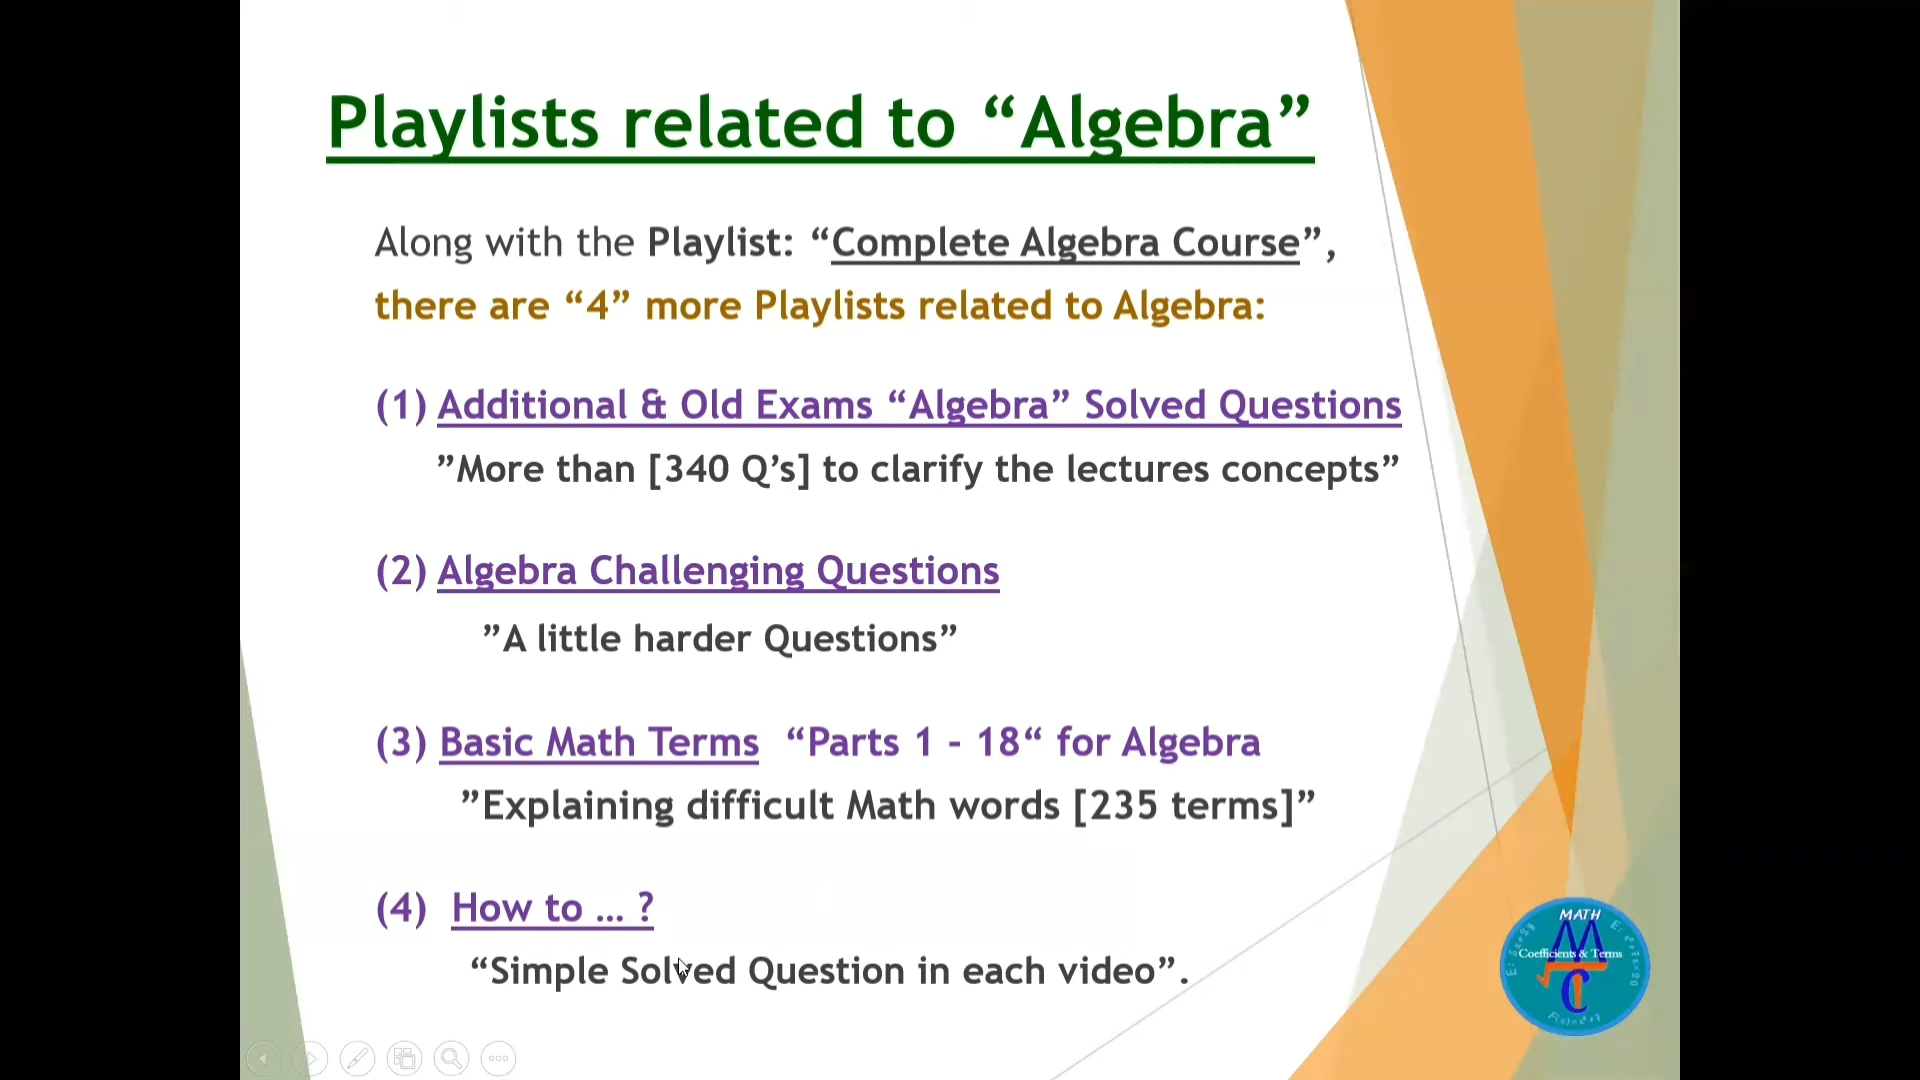 Playlists related to “Algebra”
Along with the Playlist: “Complete Algebra Course”,
there are “4” more Playlists related to Algebra:
(1) Additional & Old Exams “Algebra” Solved Questions
”More than [340 Q’s] to clarify the lectures concepts”
(2) Algebra Challenging Questions
”A little harder Questions”
(3) Basic Math Terms “Parts 1 - 18“ for Algebra
”Explaining difficult Math words [235 terms]”
(4) How to … ?
“Simple Solved Question in each video”.
MATH
Coefficients & Terms